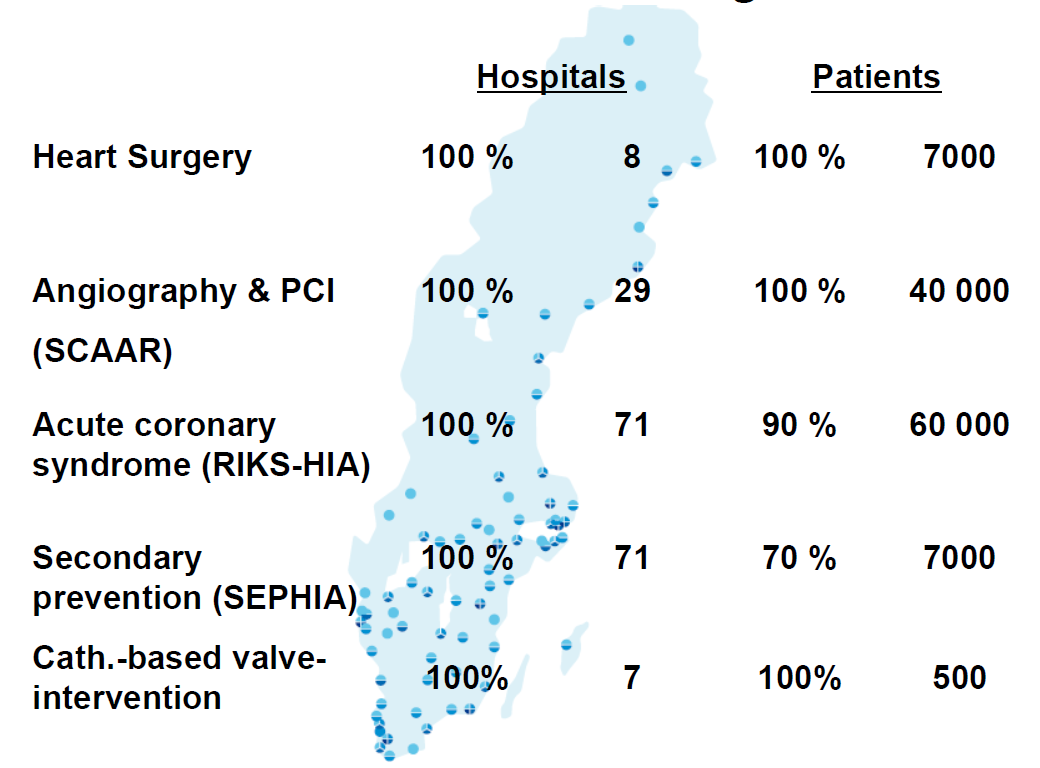 Hospitals Patients
Heart Surgery 100 % 8 100 % 7000
Angiography & PCI 100 % 29 100 % 40 000
(SCAAR)
Acute coronary 100 % 71 90 % 60 000
syndrome (RIKS-HIA)
Secondary 100 % 71 70 % 7000
prevention (SEPHIA)
Cath.-based valve-
intervention 100% 7 100% 500